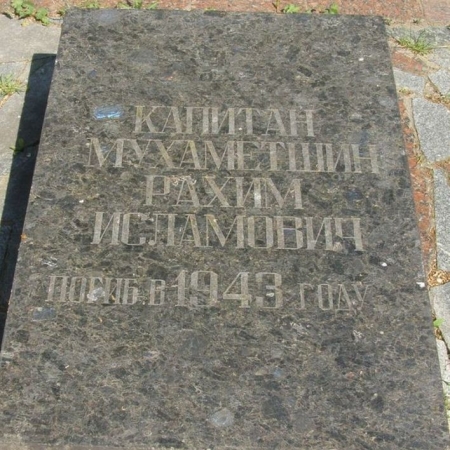 КАПИТАН
МУХАМЕТШИН
РАХИМ
ИСЛАМОВИЧ
ПОГИБ В 1943 ГОДУ